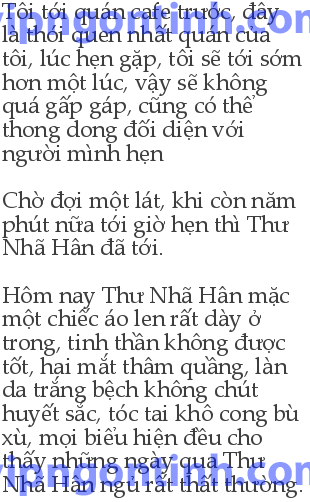 Tôi tới quán cafe trước, đây
là thói quen nhất quán của
tôi, lúc hẹn gặp, tôi sẽ tới sớm
hơn một lúc, vậy sẽ không
quá gấp gáp, cũng có thể
thong dong đối diện với
người mình hẹn
Chờ đợi một lát, khi còn năm
phút nữa tới giờ hẹn thì Thư
Nhã Hân đã tới.
Hôm nay Thư Nhã Hân mặc
một chiếc áo len rất dày ở
trong, tinh thần không được
tốt, hai mắt thâm quầng, làn
da trắng bệch không chút
huyết sắc, tóc tai khô cong bù
xù, mọi biểu hiện đều cho
thấy những ngày qua Thư
Nhã Hân ngủ rất thất thường.